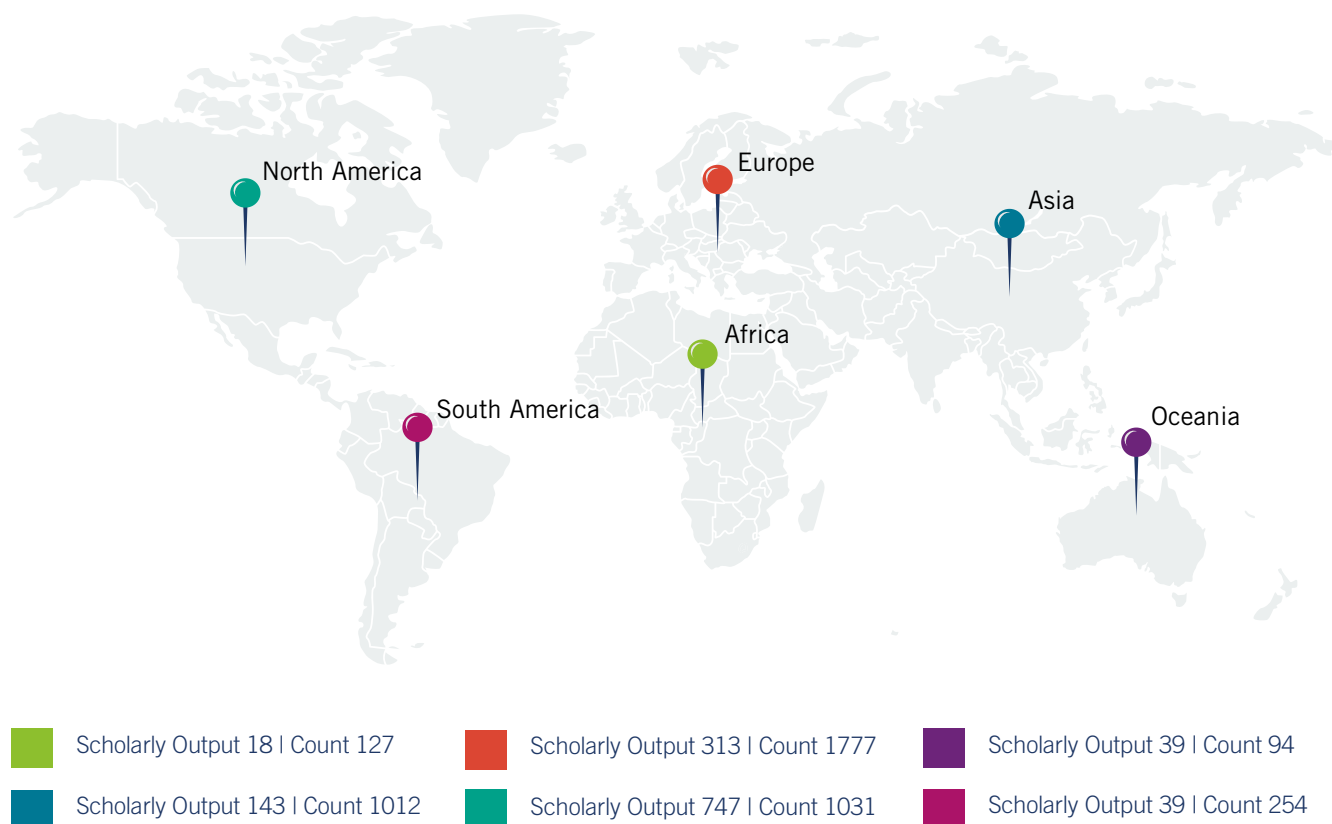 North America
Europe
Asia
Africa
South America
Oceania
Scholarly Output 18 | Count 127
Scholarly Output 313 | Count 1777
Scholarly Output 39 | Count 94
Scholarly Output 143 | Count 1012
Scholarly Output 747 | Count 1031
Scholarly Output 39 | Count 254